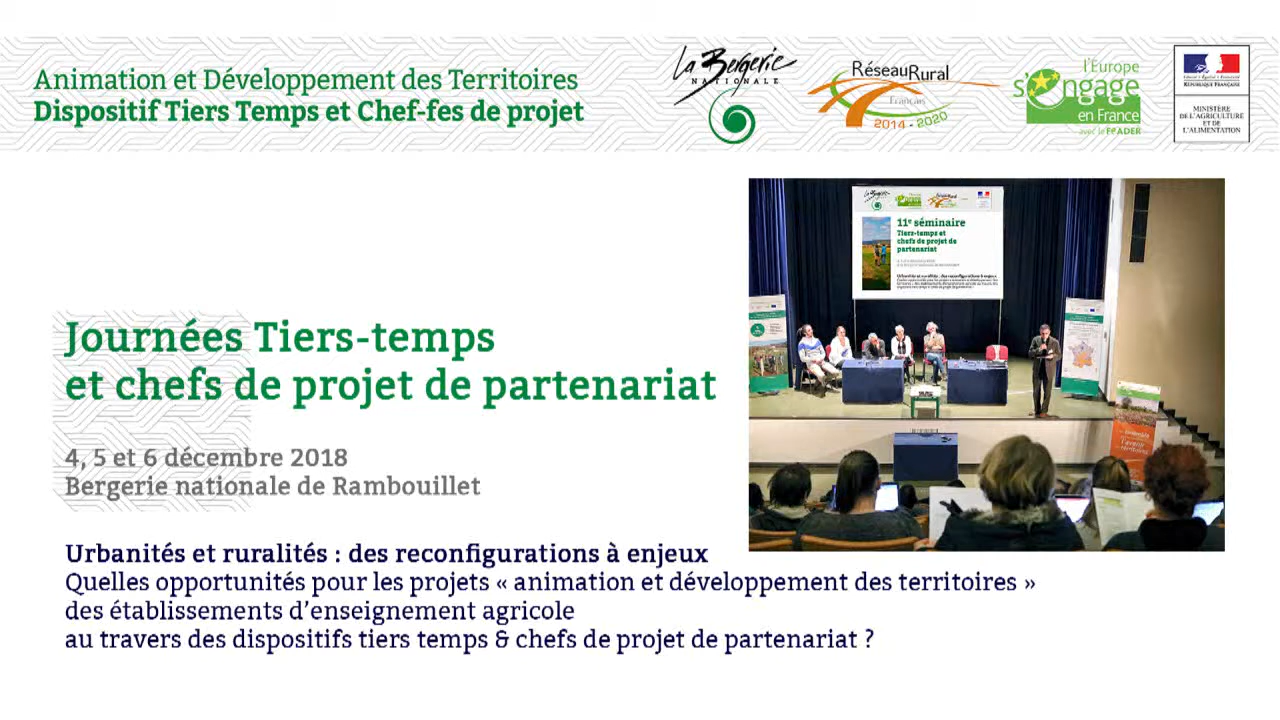 Animation et Développement des Territoires
Dispositif Tiers Temps et Chef-fes de projet
La Bergerie
NATIONALE
RéseauRural
Français
2014 - 2020
l'Europe
s'engage
en France
avec le FEADER
RÉPUBLIQUE FRANÇAISE
MINISTÈRE
DE L'AGRICULTURE
ET DE
L'ALIMENTATION
11e séminaire
Tiers-temps et
chefs de projet de
partenariat
Journées Tiers-temps
et chefs de projet de partenariat
4, 5 et 6 décembre 2018
Bergerie nationale de Rambouillet
Urbanités et ruralités : des reconfigurations à enjeux
Quelles opportunités pour les projets « animation et développement des territoires »
des établissements d'enseignement agricole
au travers des dispositifs tiers temps & chefs de projet de partenariat ?